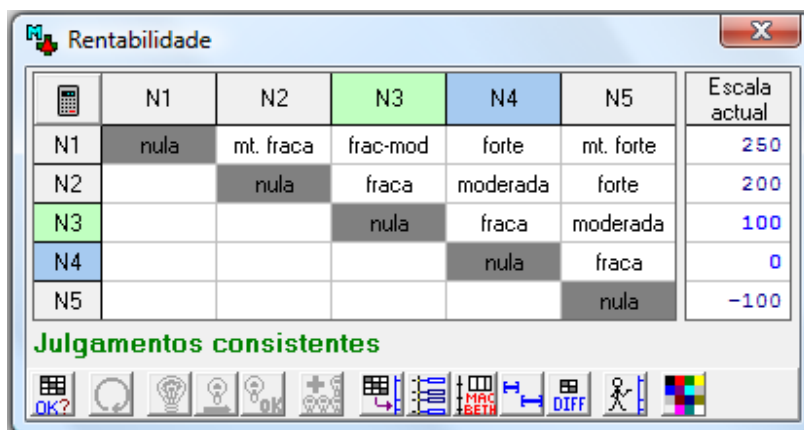 Rentabilidade
N1 N2 N3 N4 N5 Escala actual
N1 nula mt. fraca frac-mod forte mt. forte 250
N2 nula fraca moderada forte 200
N3 nula fraca moderada 100
N4 nula fraca 0
N5 nula -100
Julgamentos consistentes
OK? OK MAC BETH DIFF